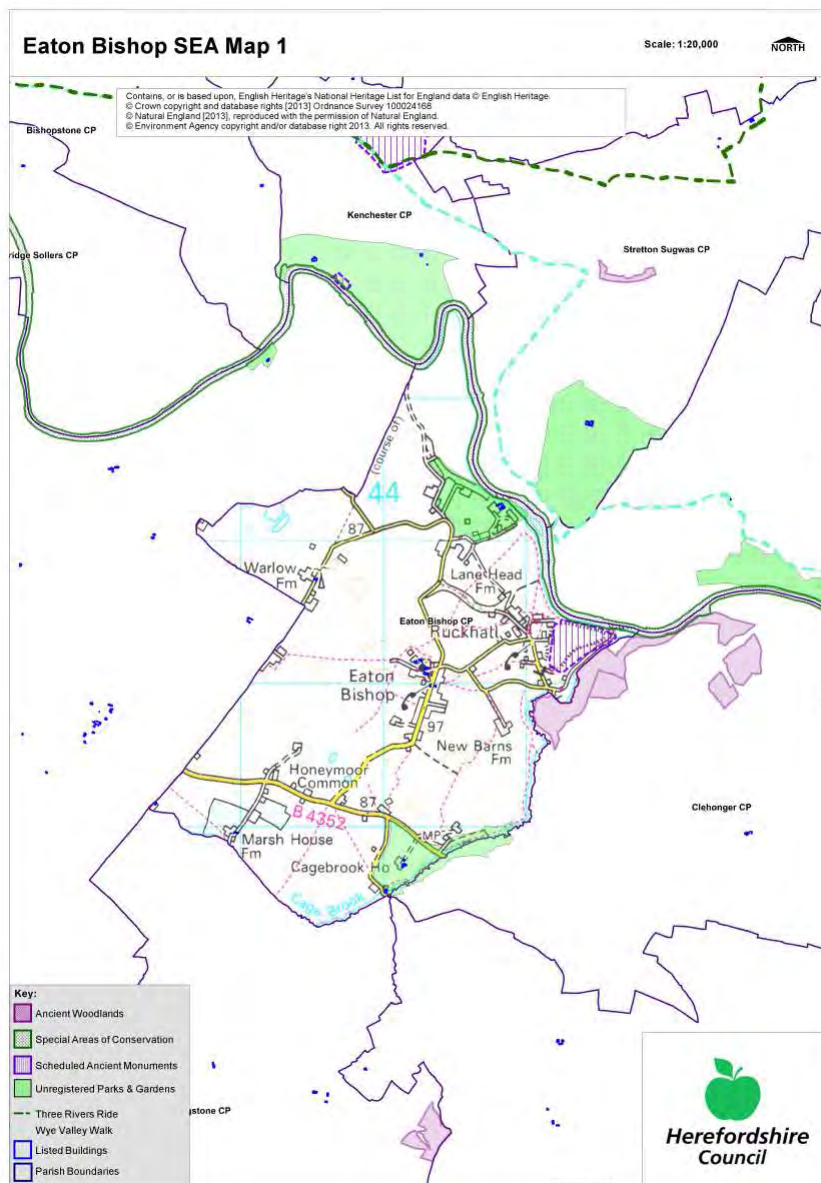 Eaton Bishop SEA Map 1
Scale: 1:20,000
NORTH
Contains, or is based upon, English Heritage's National Heritage List for England data © English Heritage.
© Crown copyright and database rights [2013] Ordnance Survey 100024168
© Natural England [2013], reproduced with the permission of Natural England.
© Environment Agency copyright and/or database right 2013. All rights reserved.
Bishopstone CP
Kenchester CP
Stretton Sugwas CP
ridge Sollers CP
(course of)
44
87
Warlow
Fm
Lane Head
Fm
Eaton Bishop CP
Ruckhall
Eaton
Bishop
97
New Barns
Fm
Honeymoor
Common
87
B 4352
Clehonger CP
MP
Marsh House
Fm
Cagebrook Ho
Cage Brook
Key:
Ancient Woodlands
Special Areas of Conservation
Scheduled Ancient Monuments
Unregistered Parks & Gardens
Three Rivers Ride
Wye Valley Walk
Listed Buildings
Parish Boundaries
gstone CP
Herefordshire
Council